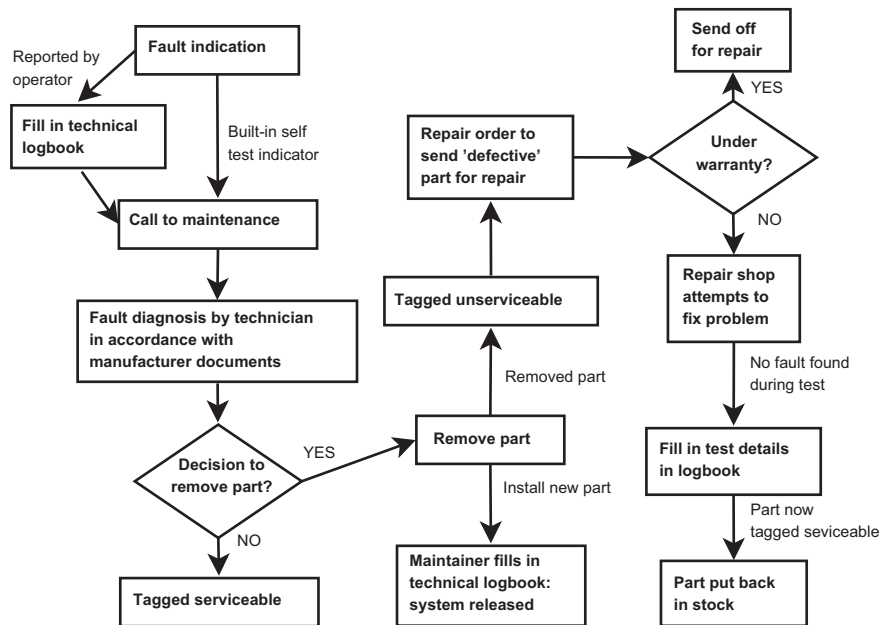 Fault indication
Reported by
operator
Fill in technical
logbook
Built-in self
test indicator
Call to maintenance
Fault diagnosis by technician
in accordance with
manufacturer documents
Decision to
remove part?
YES
NO
Tagged serviceable
Remove part
Removed part
Install new part
Maintainer fills in
technical logbook:
system released
Tagged unserviceable
Repair order to
send ’defective’
part for repair
Under
warranty?
YES
Send off
for repair
NO
Repair shop
attempts to
fix problem
No fault found
during test
Fill in test details
in logbook
Part now
tagged seviceable
Part put back
in stock